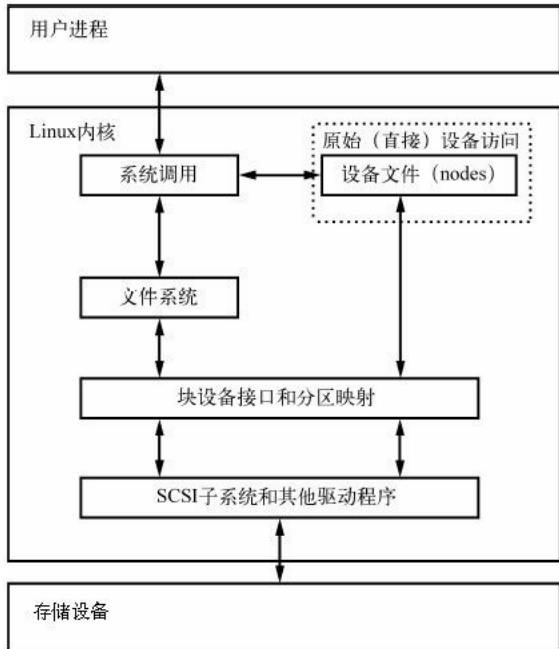 用户进程
Linux内核
原始（直接）设备访问
系统调用
设备文件（nodes）
文件系统
块设备接口和分区映射
SCSI子系统和其他驱动程序
存储设备